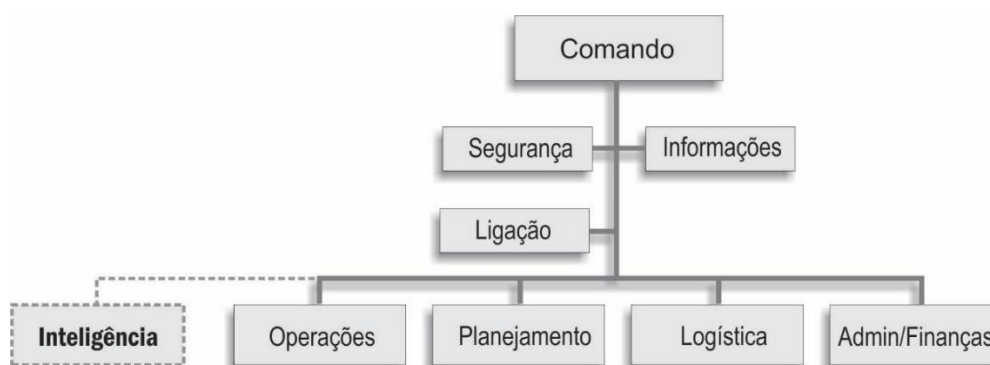 Comando
Segurança
Informações
Ligação
Inteligência
Operações
Planejamento
Logística
Admin/Finanças